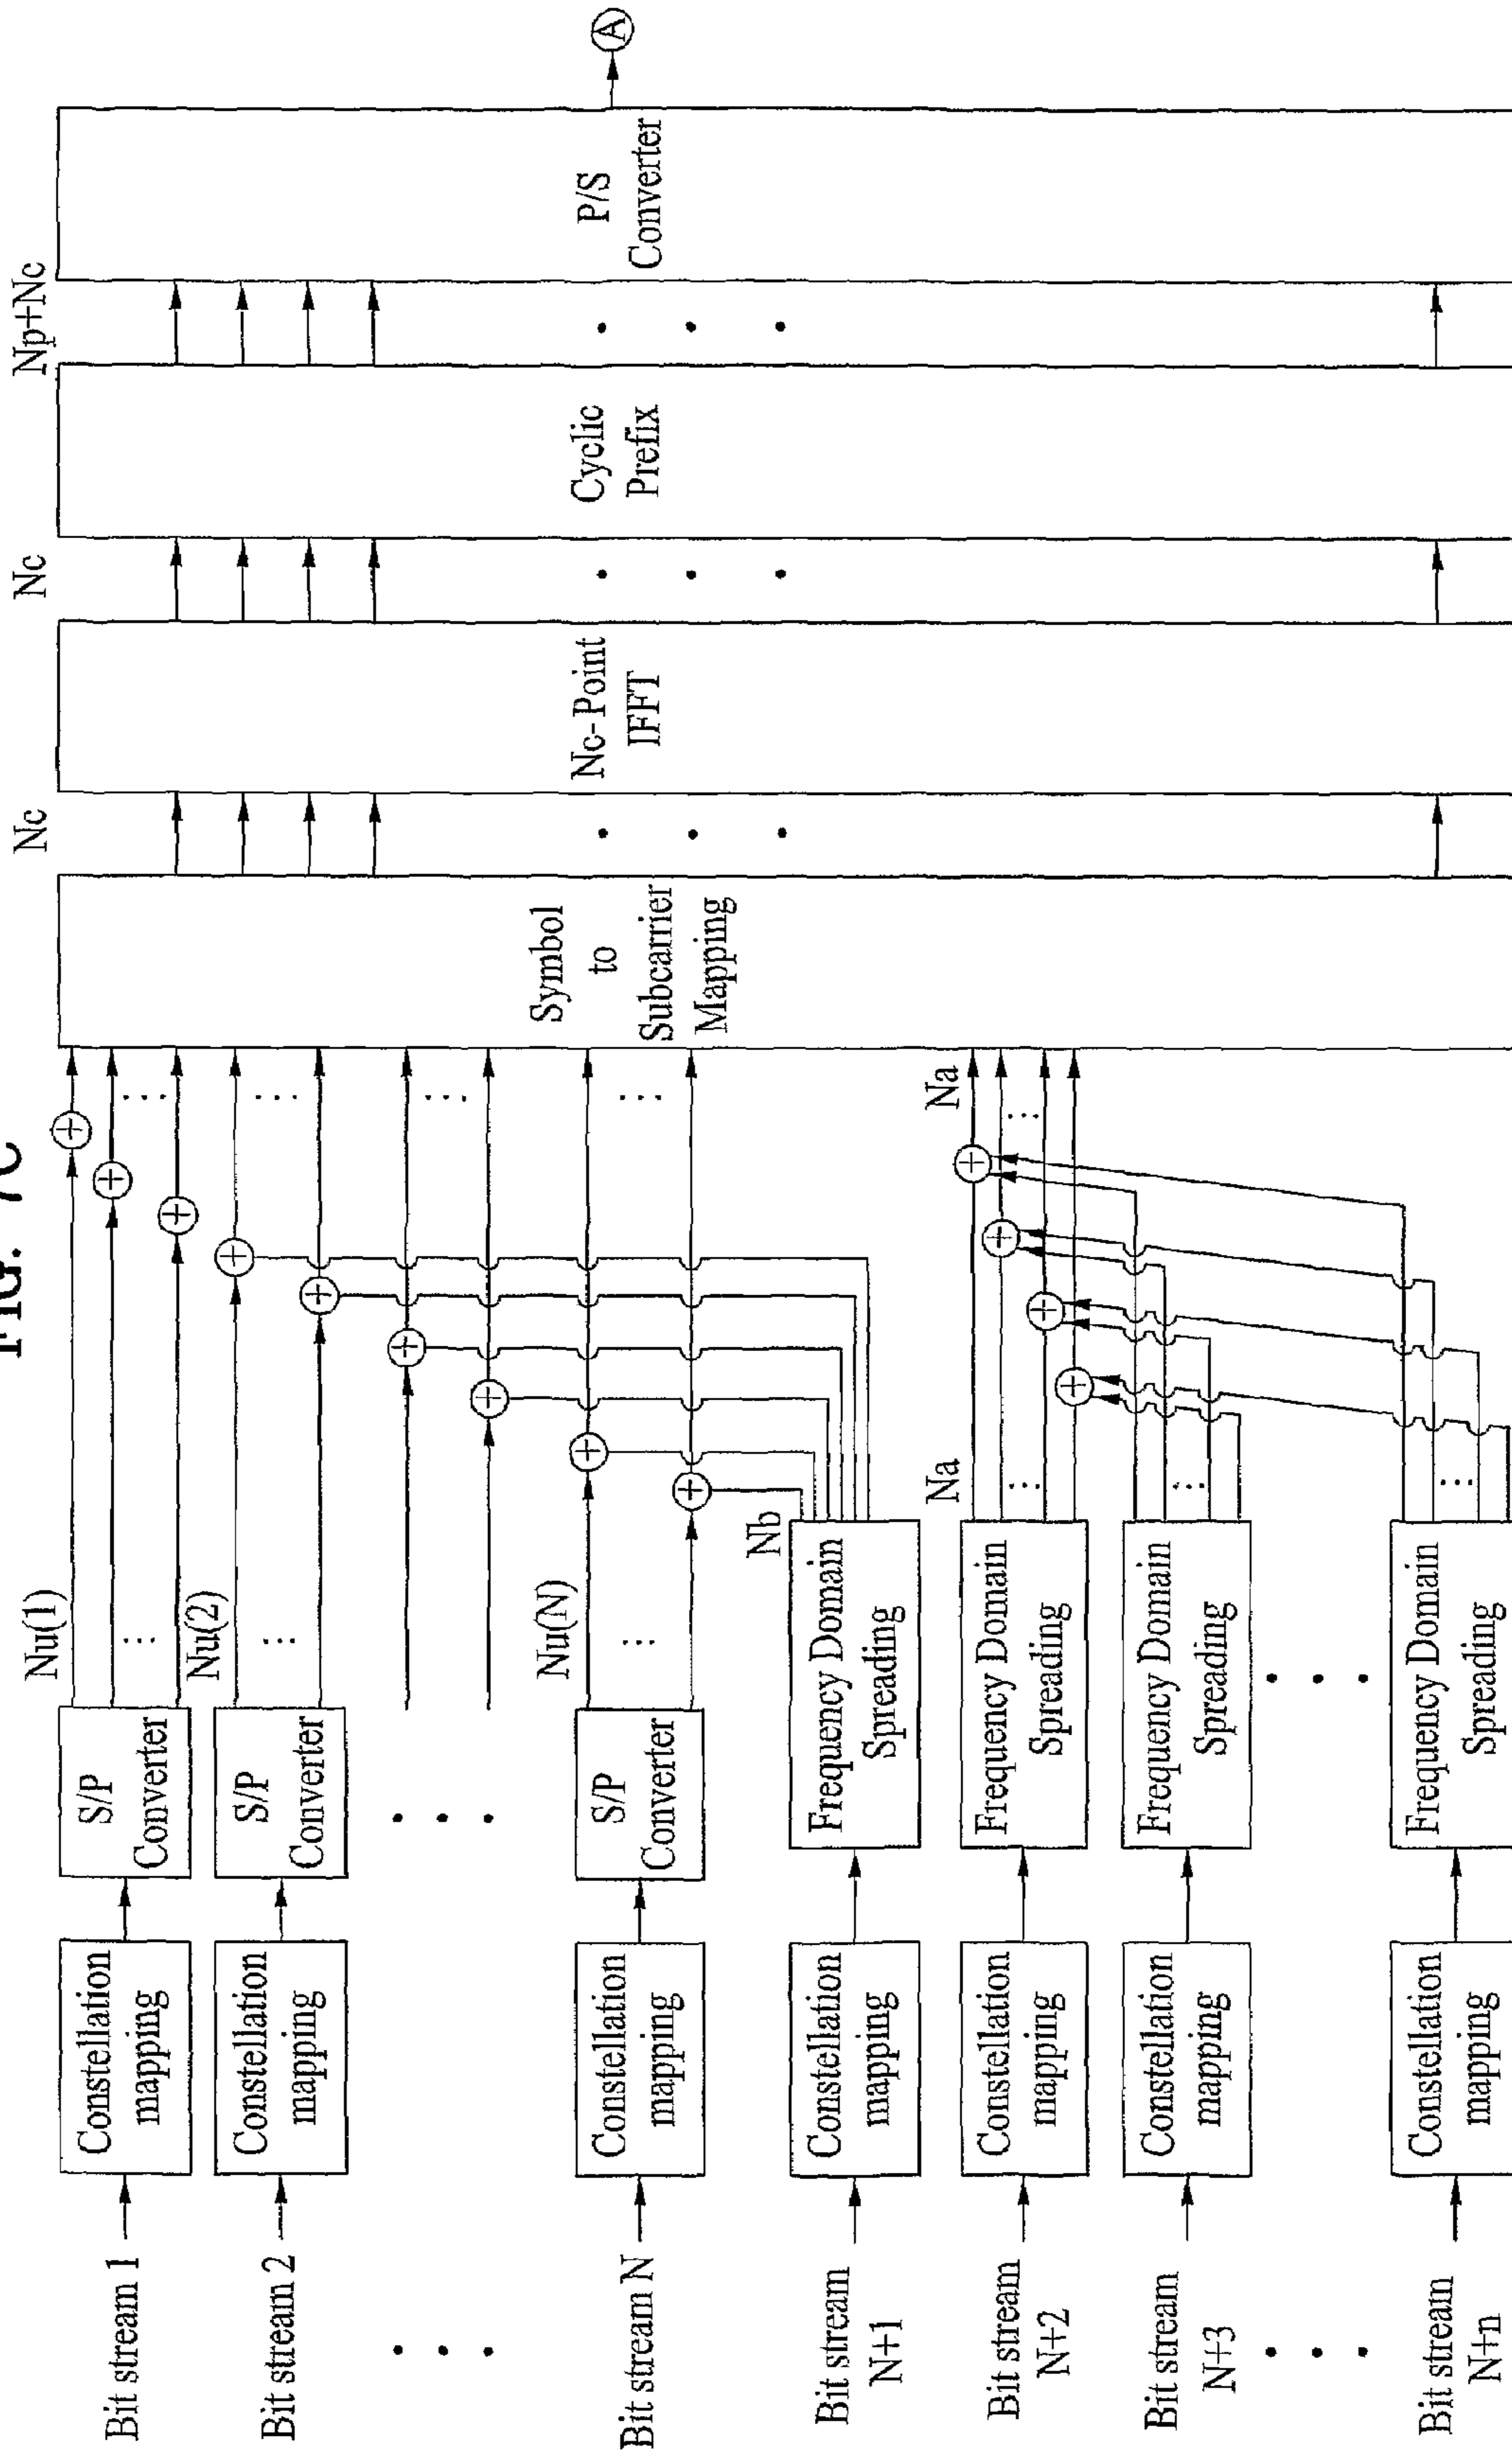 FIG. 7C
Bit stream 1
Constellation
mapping
S/P
Converter
Nu(1)
Bit stream 2
Constellation
mapping
S/P
Converter
Nu(2)
Bit stream N
Constellation
mapping
S/P
Converter
Nu(N)
Bit stream
N+1
Constellation
mapping
Frequency Domain
Spreading
Nb
Bit stream
N+2
Constellation
mapping
Frequency Domain
Spreading
Na
Na
Bit stream
N+3
Constellation
mapping
Frequency Domain
Spreading
Bit stream
N+n
Constellation
mapping
Frequency Domain
Spreading
Symbol
to
Subcarrier
Mapping
Nc
Nc-Point
IFFT
Nc
Cyclic
Prefix
Np+Nc
P/S
Converter
A